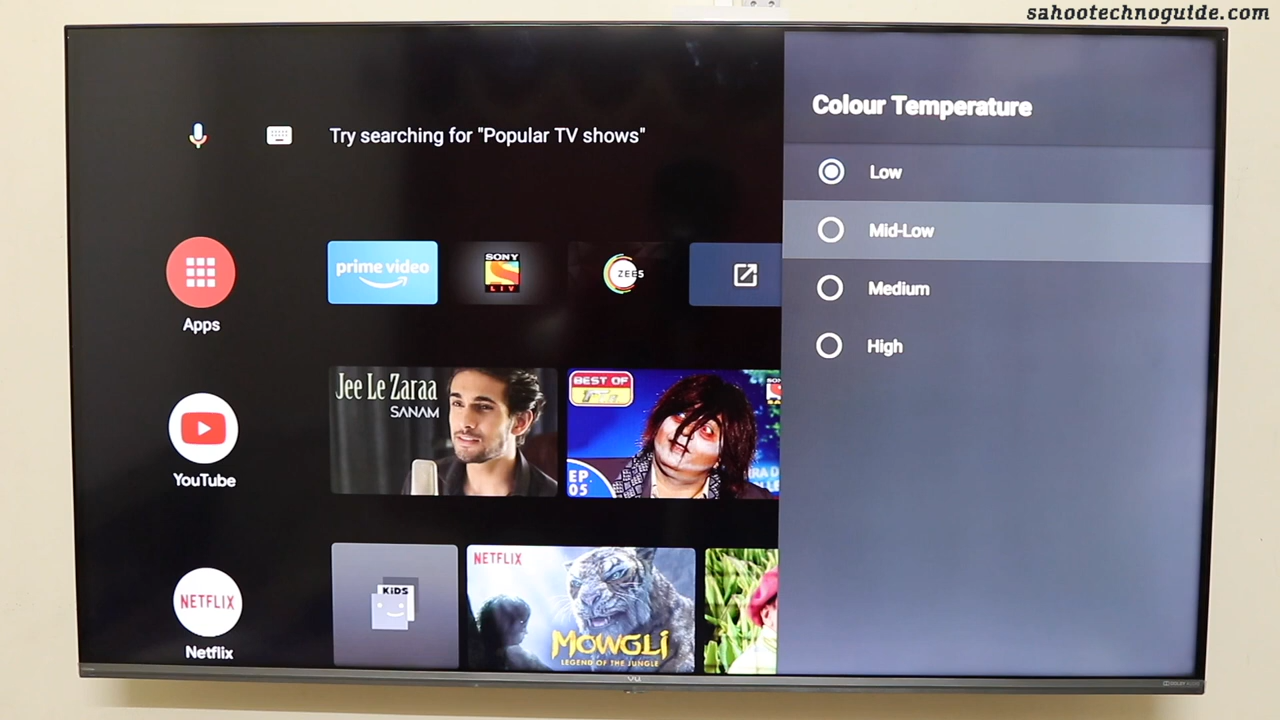 sahootechnoguide.com
Colour Temperature
Low
Mid-Low
Medium
High
Try searching for "Popular TV shows"
Apps
prime video
SONY
LIV
ZEE5
YouTube
Jee Le Zaraa
SANAM
BEST OF
EP
05
Netflix
NETFLIX
KiDS
NETFLIX
MOWGLI
LEGEND OF THE JUNGLE
Vu